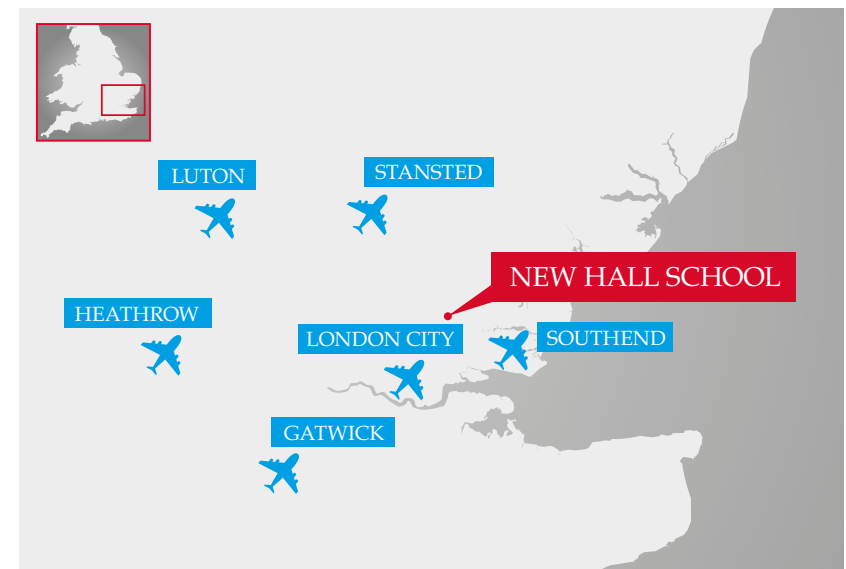 LUTON
STANSTED
NEW HALL SCHOOL
HEATHROW
LONDON CITY
SOUTHEND
GATWICK